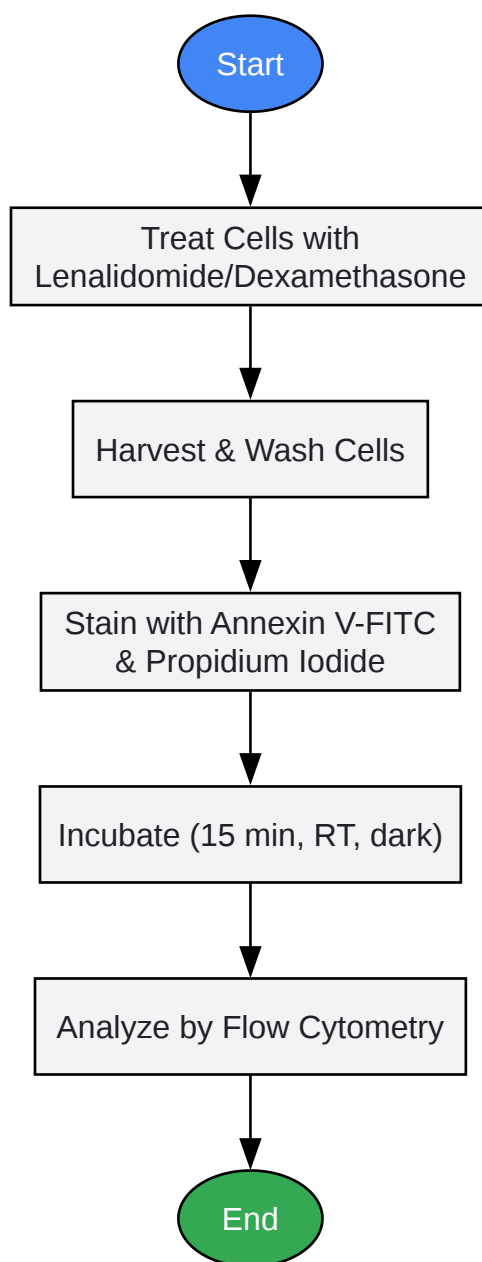 Start
Treat Cells with
Lenalidomide/Dexamethasone
Harvest & Wash Cells
Stain with Annexin V-FITC
& Propidium Iodide
Incubate (15 min, RT, dark)
Analyze by Flow Cytometry
End